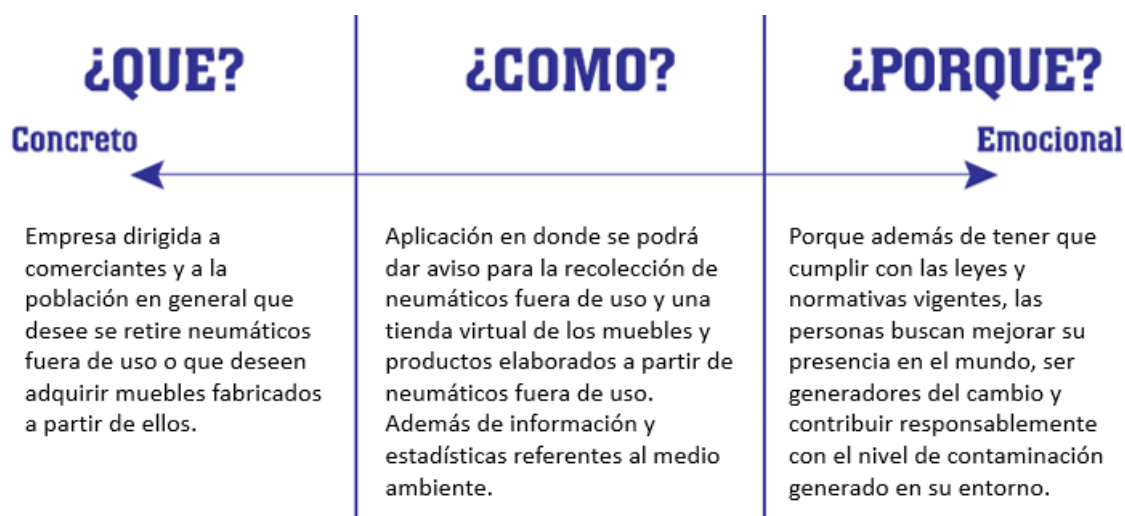 ¿QUE?
Concreto
Empresa dirigida a
comerciantes y a la
población en general que
desee se retire neumáticos
fuera de uso o que deseen
adquirir muebles fabricados
a partir de ellos.
¿COMO?
Aplicación en donde se podrá
dar aviso para la recolección de
neumáticos fuera de uso y una
tienda virtual de los muebles y
productos elaborados a partir de
neumáticos fuera de uso.
Además de información y
estadísticas referentes al medio
ambiente.
¿PORQUE?
Emocional
Porque además de tener que
cumplir con las leyes y
normativas vigentes, las
personas buscan mejorar su
presencia en el mundo, ser
generadores del cambio y
contribuir responsablemente
con el nivel de contaminación
generado en su entorno.